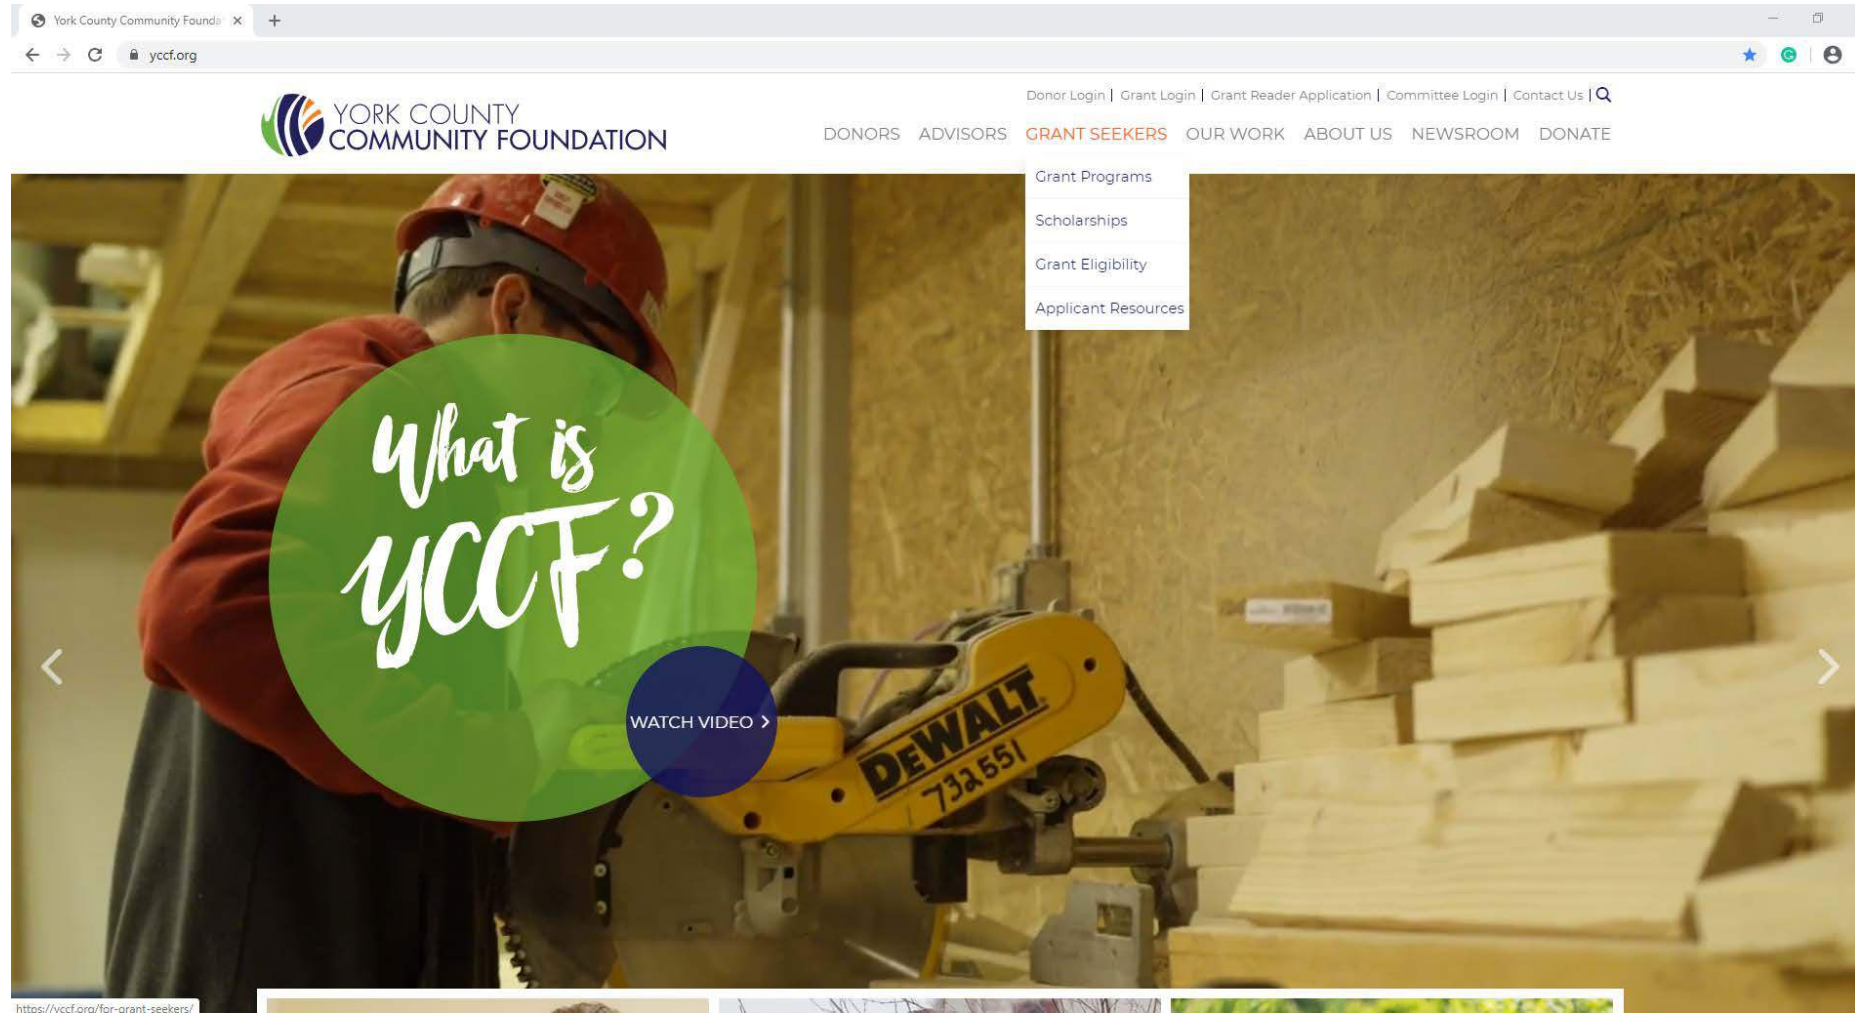 York County Community Founda
yccf.org
YORK COUNTY
COMMUNITY FOUNDATION
Donor Login | Grant Login | Grant Reader Application | Committee Login | Contact Us |
DONORS ADVISORS GRANT SEEKERS OUR WORK ABOUT US NEWSROOM DONATE
Grant Programs
Scholarships
Grant Eligibility
Applicant Resources
What is
YCCF?
WATCH VIDEO >
DEWALT
732551
https://yccf.org/for-grant-seekers/